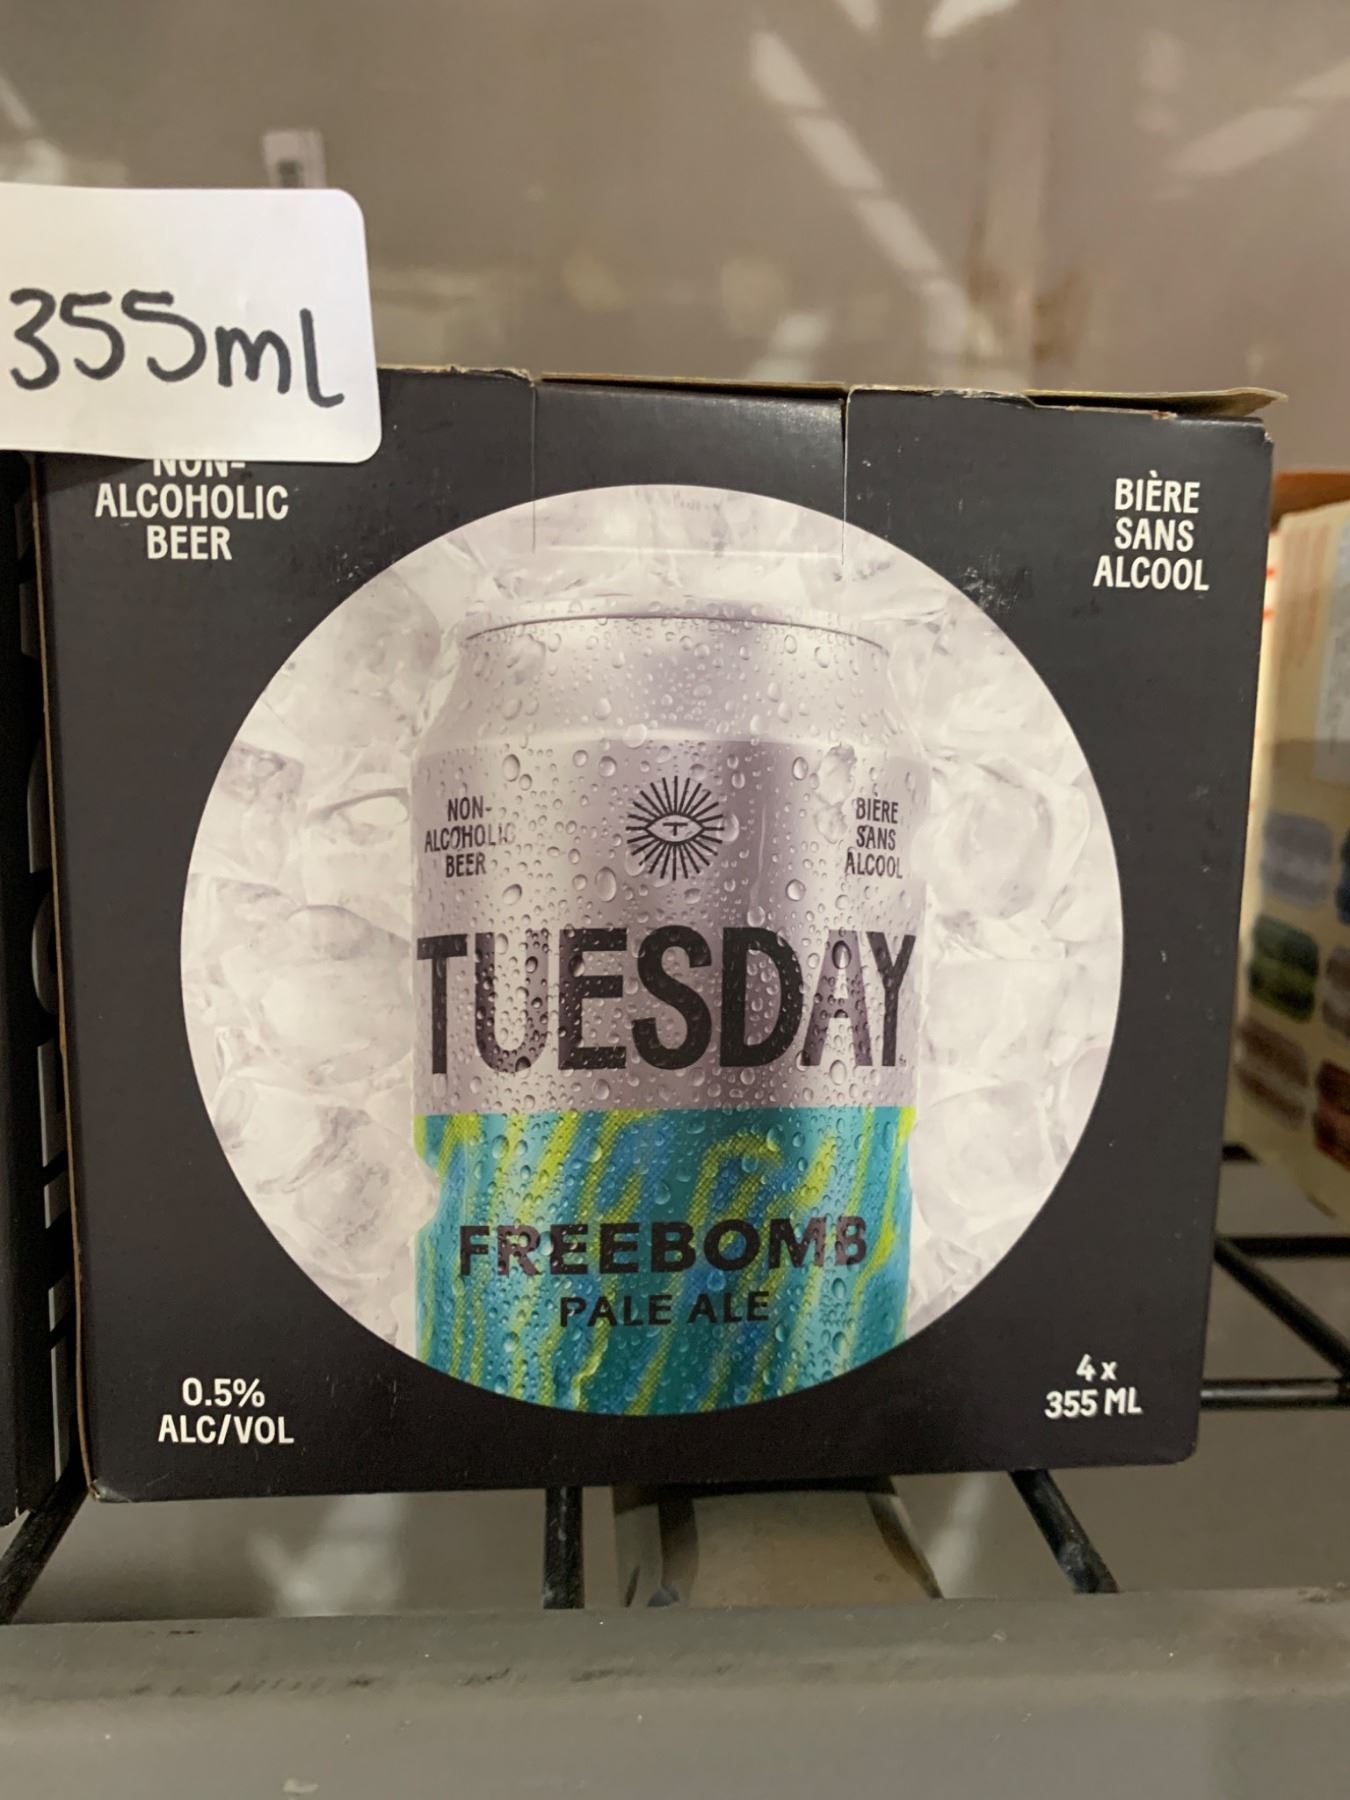 355ml
NON-
ALCOHOLIC
BEER
BIÈRE
SANS
ALCOOL
NON-
ALCOHOLIC
BEER
BIÈRE
SANS
ALCOOL
TUESDAY
FREEBOMB
PALE ALE
0.5%
ALC/VOL
4 x
355 ML